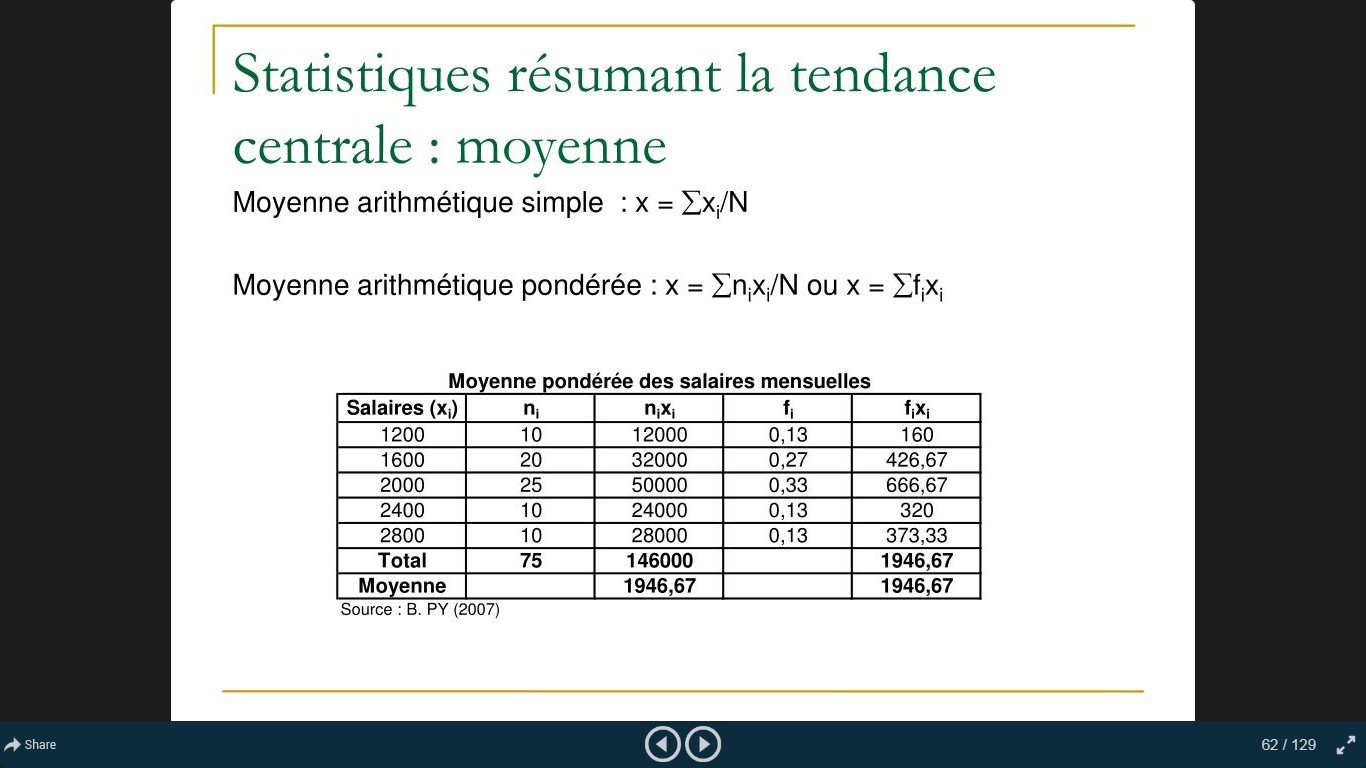 Statistiques résumant la tendance
centrale : moyenne
Moyenne arithmétique simple : x = ∑xi/N
Moyenne arithmétique pondérée : x = ∑nixi/N ou x = ∑fixi
Moyenne pondérée des salaires mensuelles
Salaires (xi) ni nixi fi fixi
1200 10 12000 0,13 160
1600 20 32000 0,27 426,67
2000 25 50000 0,33 666,67
2400 10 24000 0,13 320
2800 10 28000 0,13 373,33
Total 75 146000 1946,67
Moyenne 1946,67 1946,67
Source : B. PY (2007)
Share 62 / 129